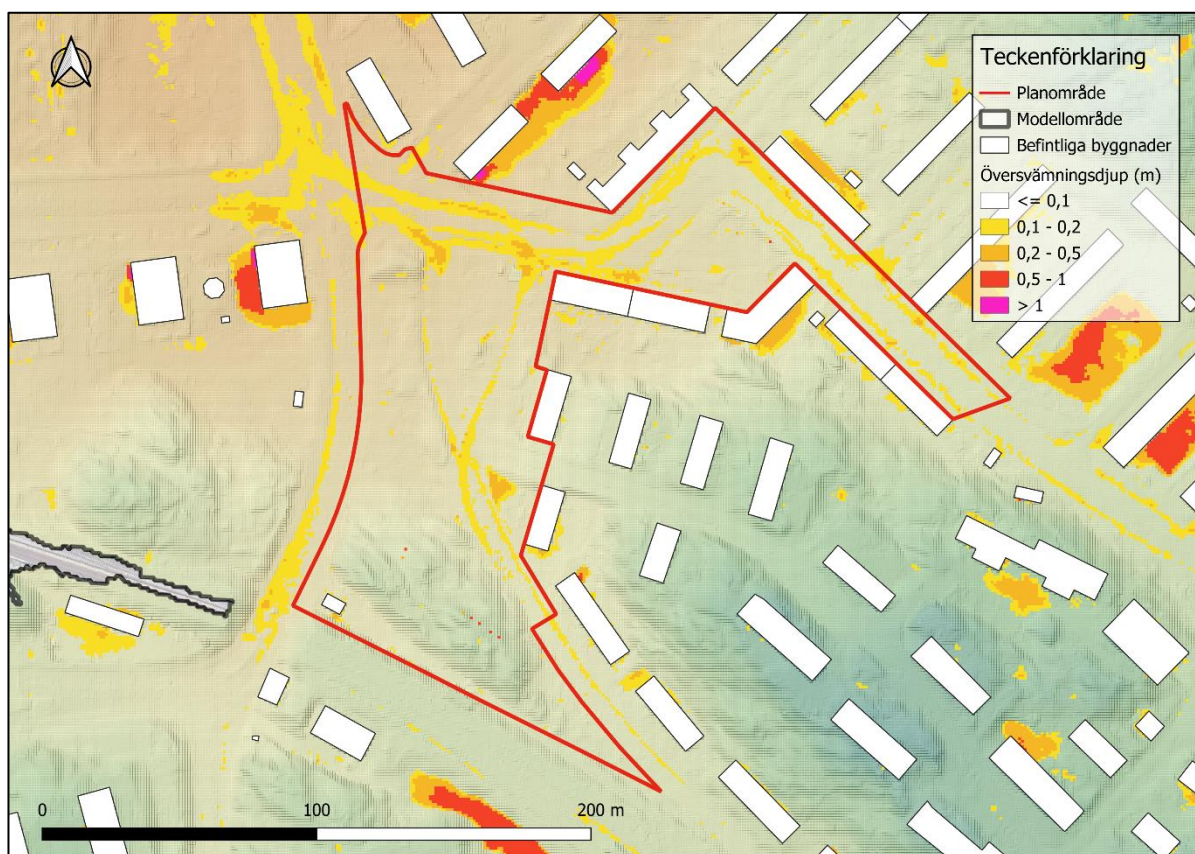 Teckenförklaring
Planområde
Modellområde
Befintliga byggnader
Översvämningsdjup (m)
<= 0,1
0,1 - 0,2
0,2 - 0,5
0,5 - 1
> 1
0 100 200 m